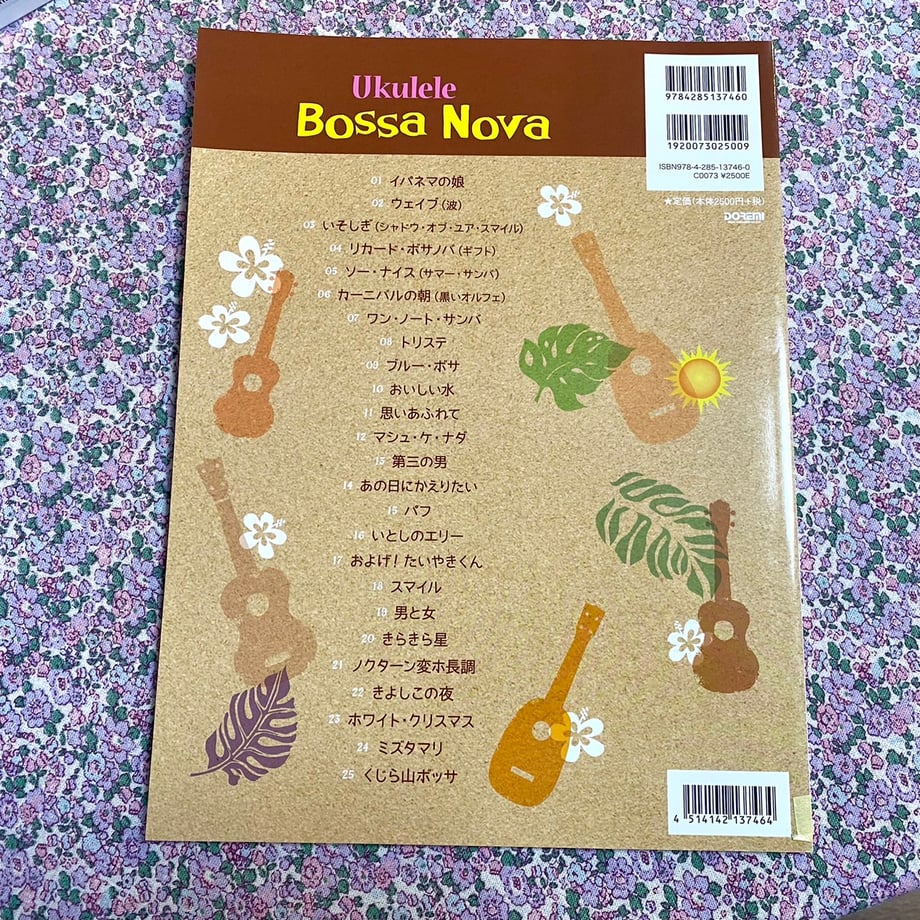 Ukulele
Bossa Nova
9784285137460
1920073025009
ISBN978-4-285-13746-0
C0073 ¥2500E
★定価(本体2500円+税)
DOREMI
01 イパネマの娘
02 ウェイブ(波)
03 いそしぎ(シャドウ・オブ・ユア・スマイル)
04 リカード・ボサノバ(ギフト)
05 ソー・ナイス(サマー・サンバ)
06 カーニバルの朝(黒いオルフェ)
07 ワン・ノート・サンバ
08 トリステ
09 ブルー・ボサ
10 おいしい水
11 思いあふれて
12 マシュ・ケ・ナダ
13 第三の男
14 あの日にかえりたい
15 パフ
16 いとしのエリー
17 およげ!たいやきくん
18 スマイル
19 男と女
20 きらきら星
21 ノクターン変ホ長調
22 きよしこの夜
23 ホワイト・クリスマス
24 ミズタマリ
25 くじら山ボッサ
4 514142 137464